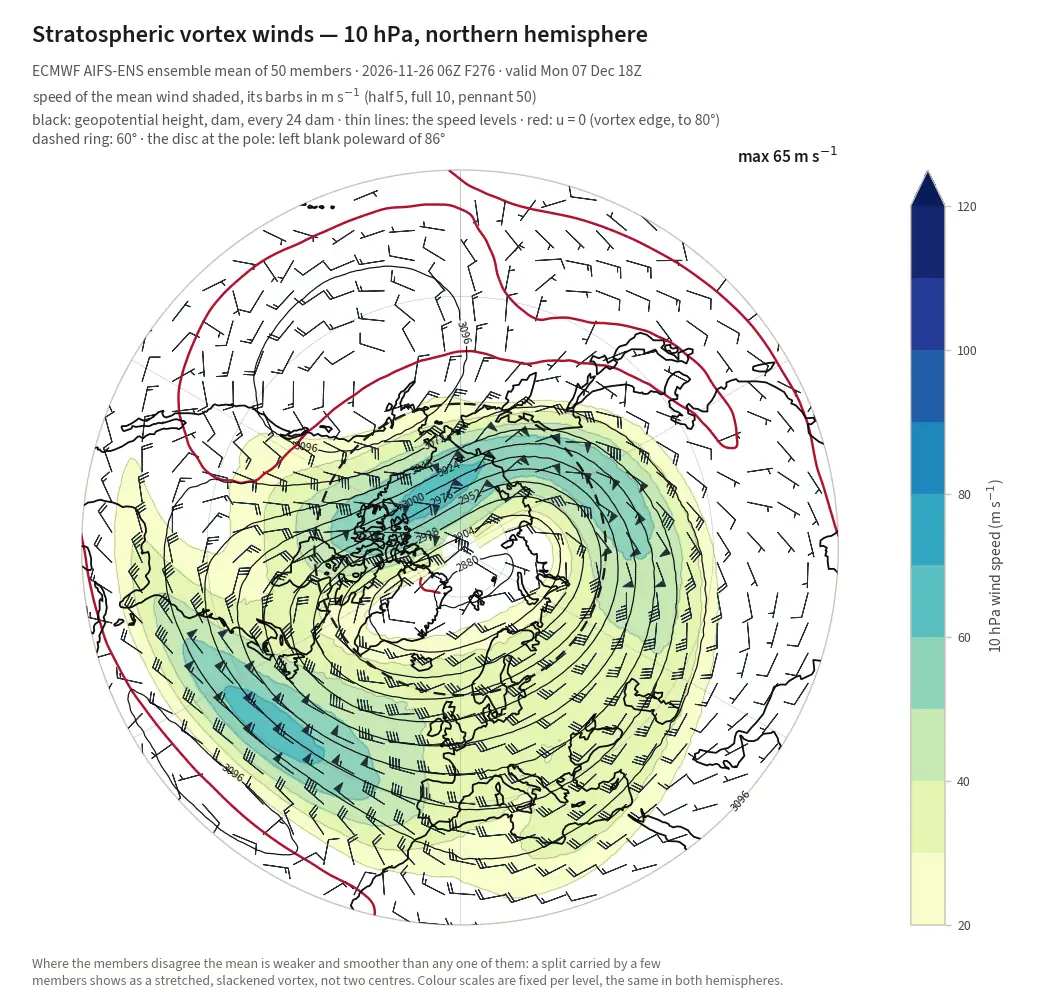 Stratospheric vortex winds — 10 hPa, northern hemisphere
ECMWF AIFS-ENS ensemble mean of 50 members · 2026-11-26 06Z F276 · valid Mon 07 Dec 18Z
speed of the mean wind shaded, its barbs in m s⁻¹ (half 5, full 10, pennant 50)
black: geopotential height, dam, every 24 dam · thin lines: the speed levels · red: u = 0 (vortex edge, to 80°)
dashed ring: 60° · the disc at the pole: left blank poleward of 86°
max 65 m s⁻¹
120
100
80
60
40
20
10 hPa wind speed (m s⁻¹)
3096
3096
3024
3000
2976
2952
2880
3096
3096
Where the members disagree the mean is weaker and smoother than any one of them: a split carried by a few
members shows as a stretched, slackened vortex, not two centres. Colour scales are fixed per level, the same in both hemispheres.